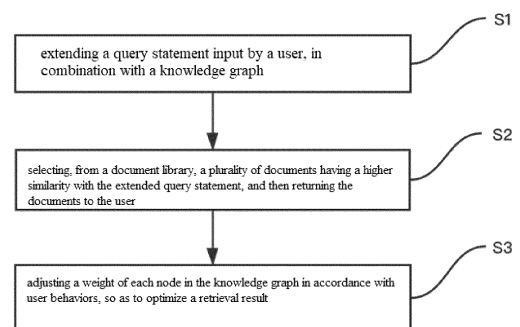 S1
extending a query statement input by a user, in
combination with a knowledge graph
S2
selecting, from a document library, a plurality of documents having a higher
similarity with the extended query statement, and then returning the
documents to the user
S3
adjusting a weight of each node in the knowledge graph in accordance with
user behaviors, so as to optimize a retrieval result